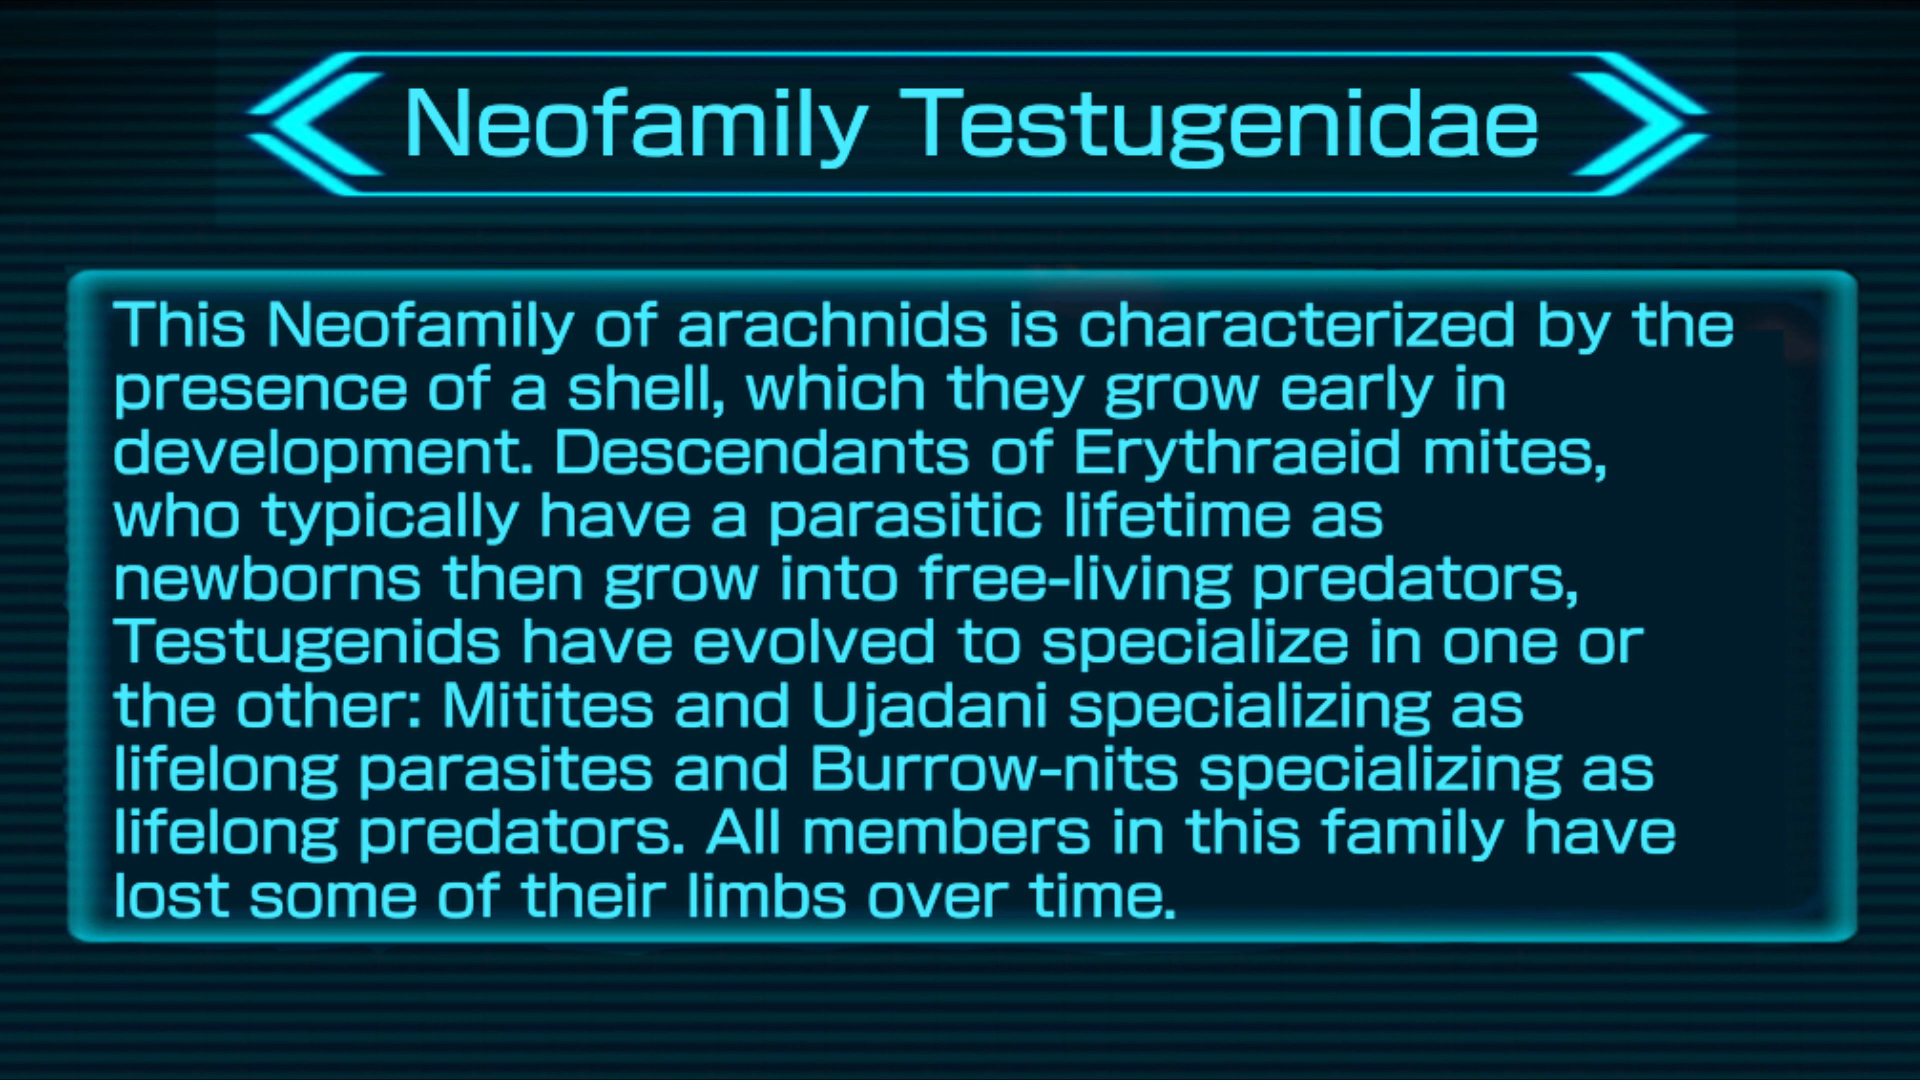 Neofamily Testugenidae
This Neofamily of arachnids is characterized by the
presence of a shell, which they grow early in
development. Descendants of Erythraeid mites,
who typically have a parasitic lifetime as
newborns then grow into free-living predators,
Testugenids have evolved to specialize in one or
the other: Mitites and Ujadani specializing as
lifelong parasites and Burrow-nits specializing as
lifelong predators. All members in this family have
lost some of their limbs over time.